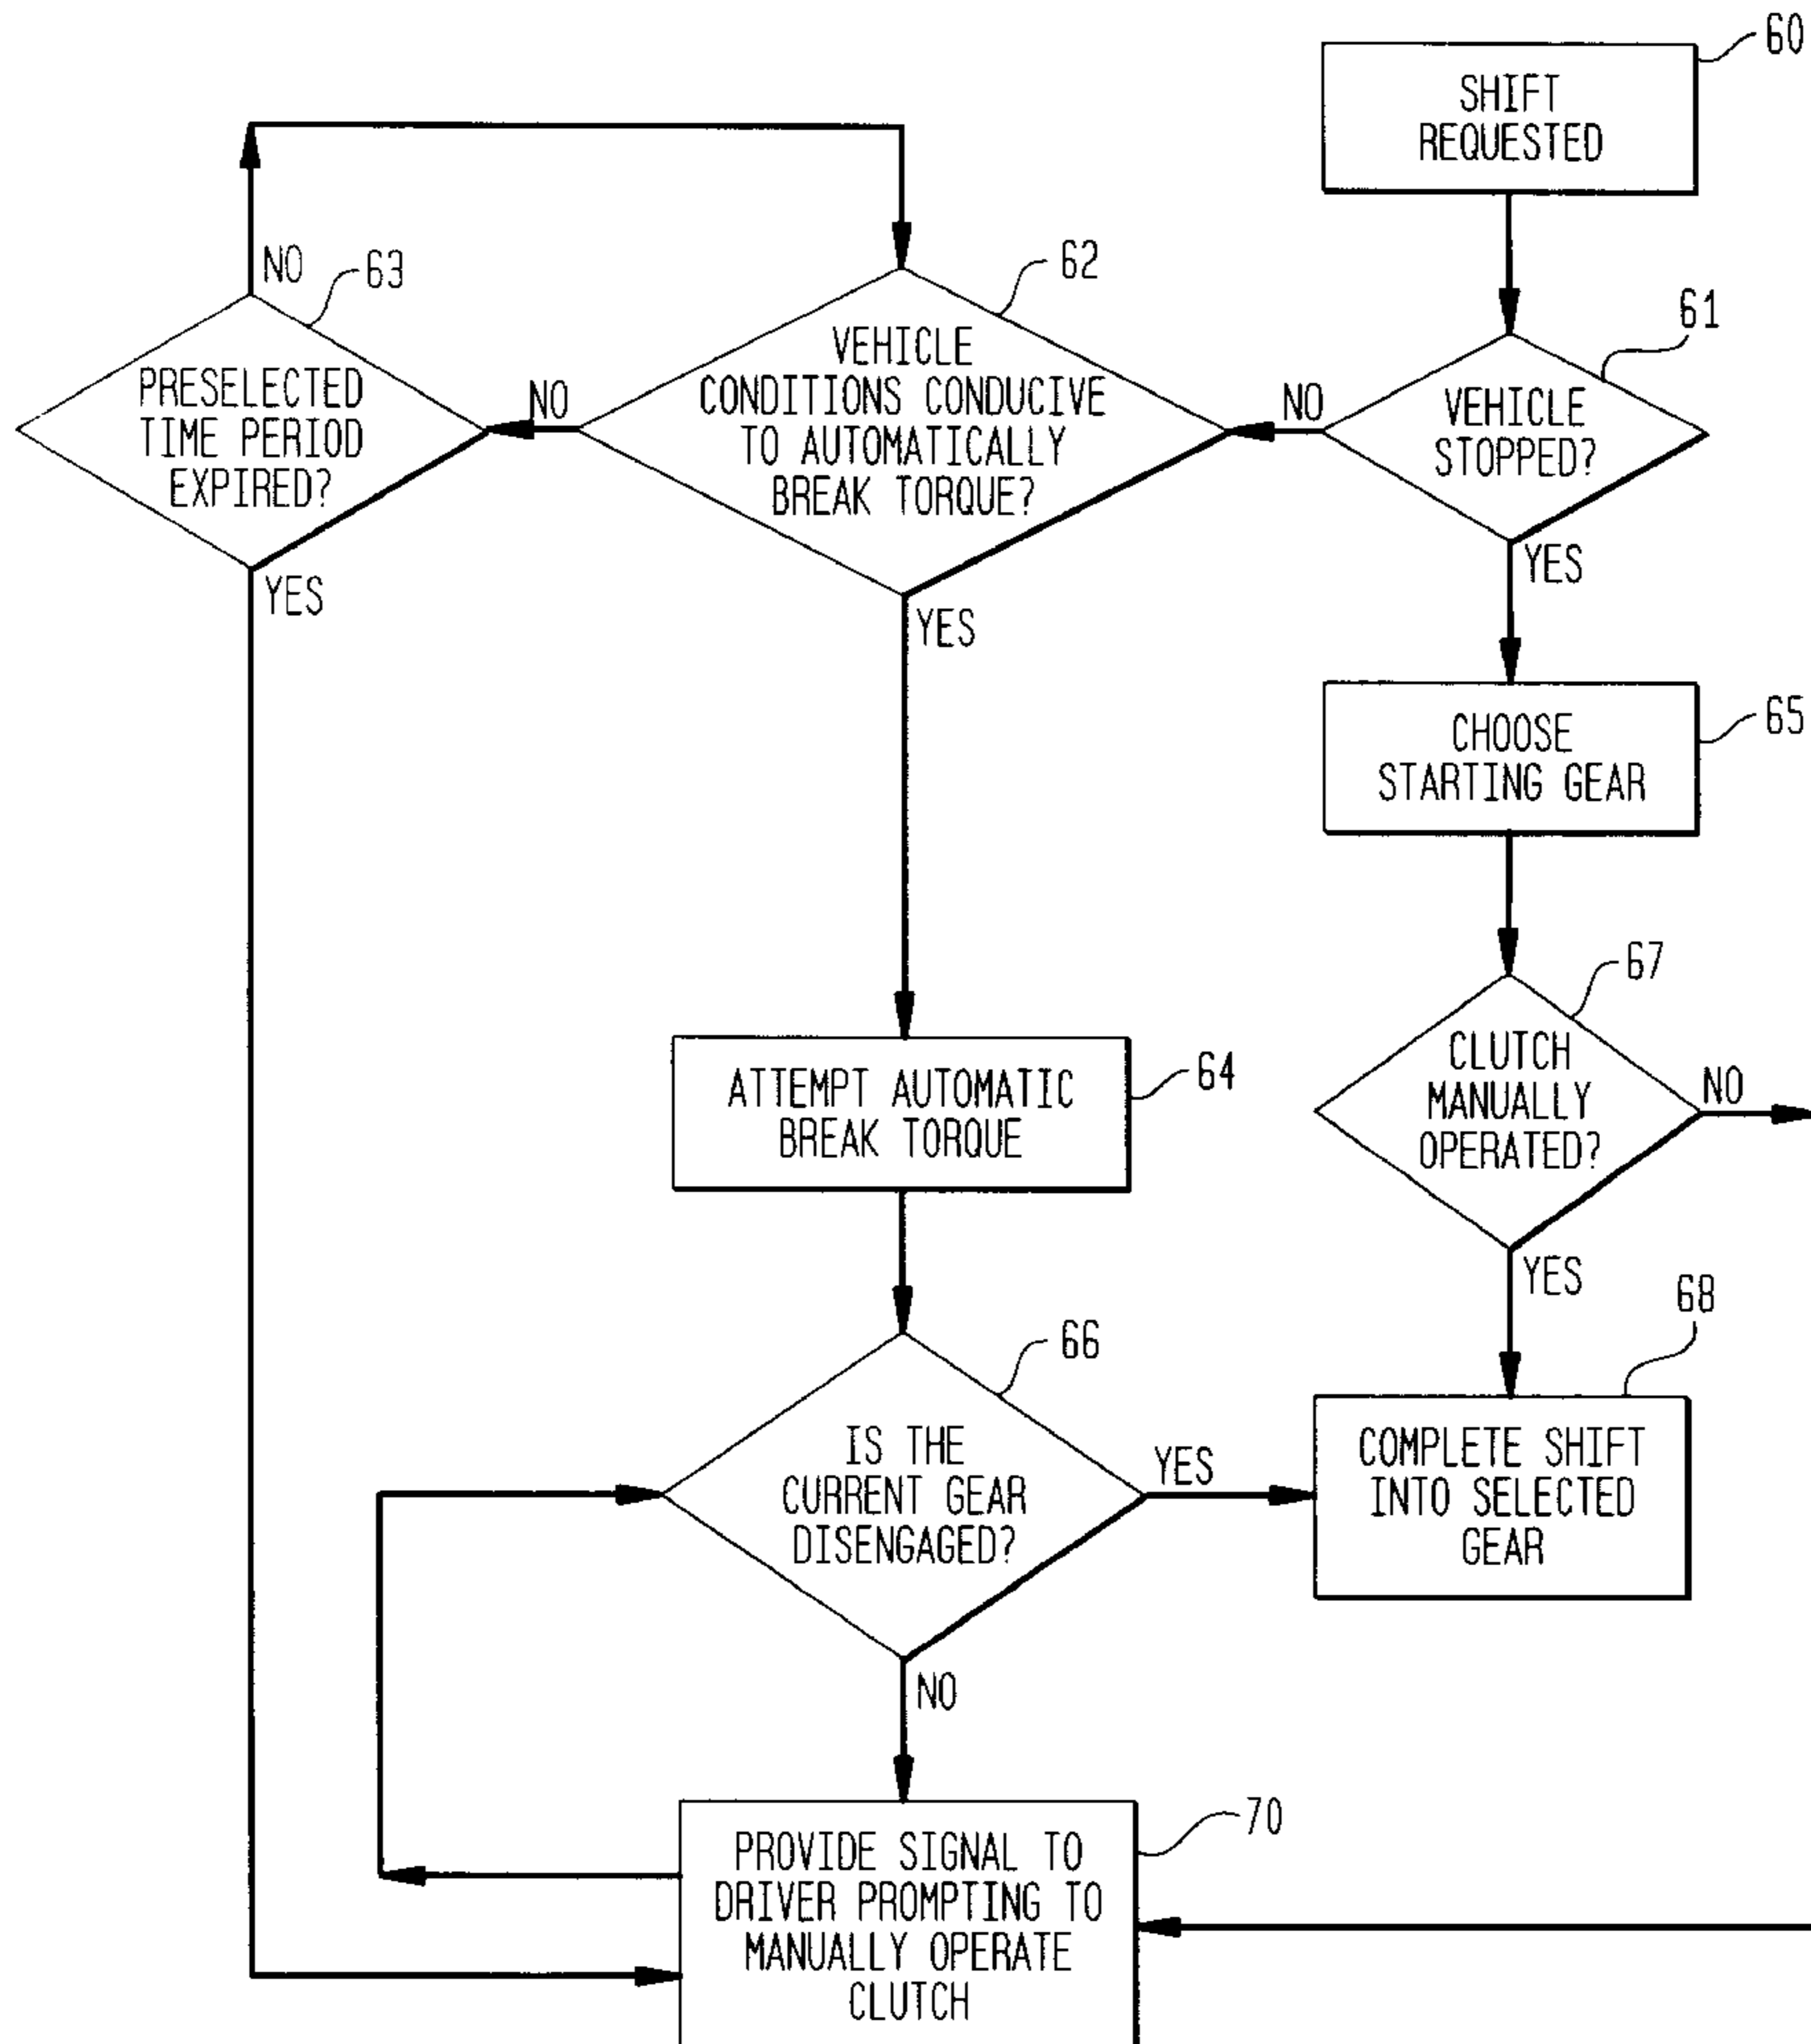 60
SHIFT
REQUESTED
61
VEHICLE
STOPPED?
NO
YES
62
VEHICLE
CONDITIONS CONDUCIVE
TO AUTOMATICALLY
BREAK TORQUE?
NO
YES
63
PRESELECTED
TIME PERIOD
EXPIRED?
NO
YES
65
CHOOSE
STARTING GEAR
67
CLUTCH
MANUALLY
OPERATED?
NO
YES
64
ATTEMPT AUTOMATIC
BREAK TORQUE
66
IS THE
CURRENT GEAR
DISENGAGED?
YES
NO
68
COMPLETE SHIFT
INTO SELECTED
GEAR
70
PROVIDE SIGNAL TO
DRIVER PROMPTING TO
MANUALLY OPERATE
CLUTCH